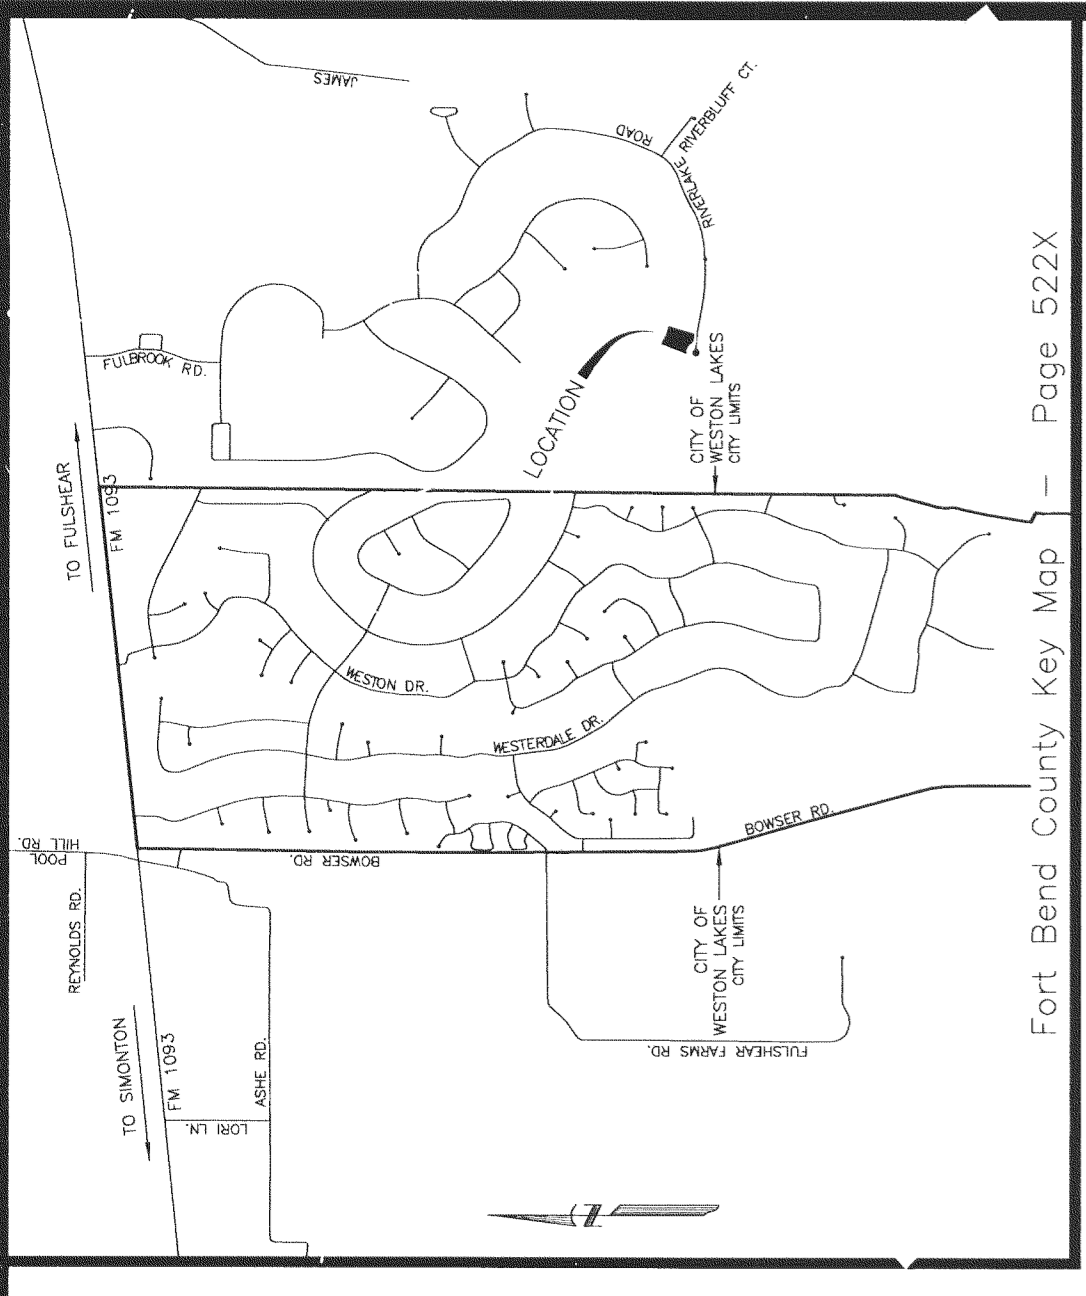 JAMES
ROAD
RIVERLAKE
RIVERBLUFF CT.
FULBROOK RD.
LOCATION
CITY OF
WESTON LAKES
CITY LIMITS
TO FULSHEAR
FM 1093
WESTON DR.
WESTERDALE DR.
BOWSER RD.
BOWSER RD.
POOL
HILL RD.
REYNOLDS RD.
CITY OF
WESTON LAKES
CITY LIMITS
FULSHEAR FARMS RD.
TO SIMONTON
FM 1093
ASHE RD.
LORI LN.
N
Fort Bend County Key Map — Page 522X